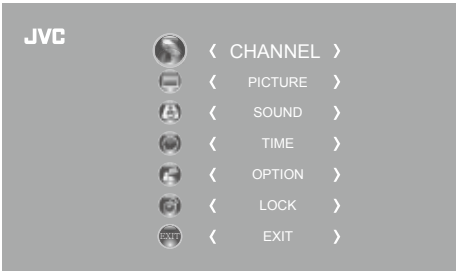 JVC
‹ CHANNEL ›
‹ PICTURE ›
‹ SOUND ›
‹ TIME ›
‹ OPTION ›
‹ LOCK ›
EXIT ‹ EXIT ›